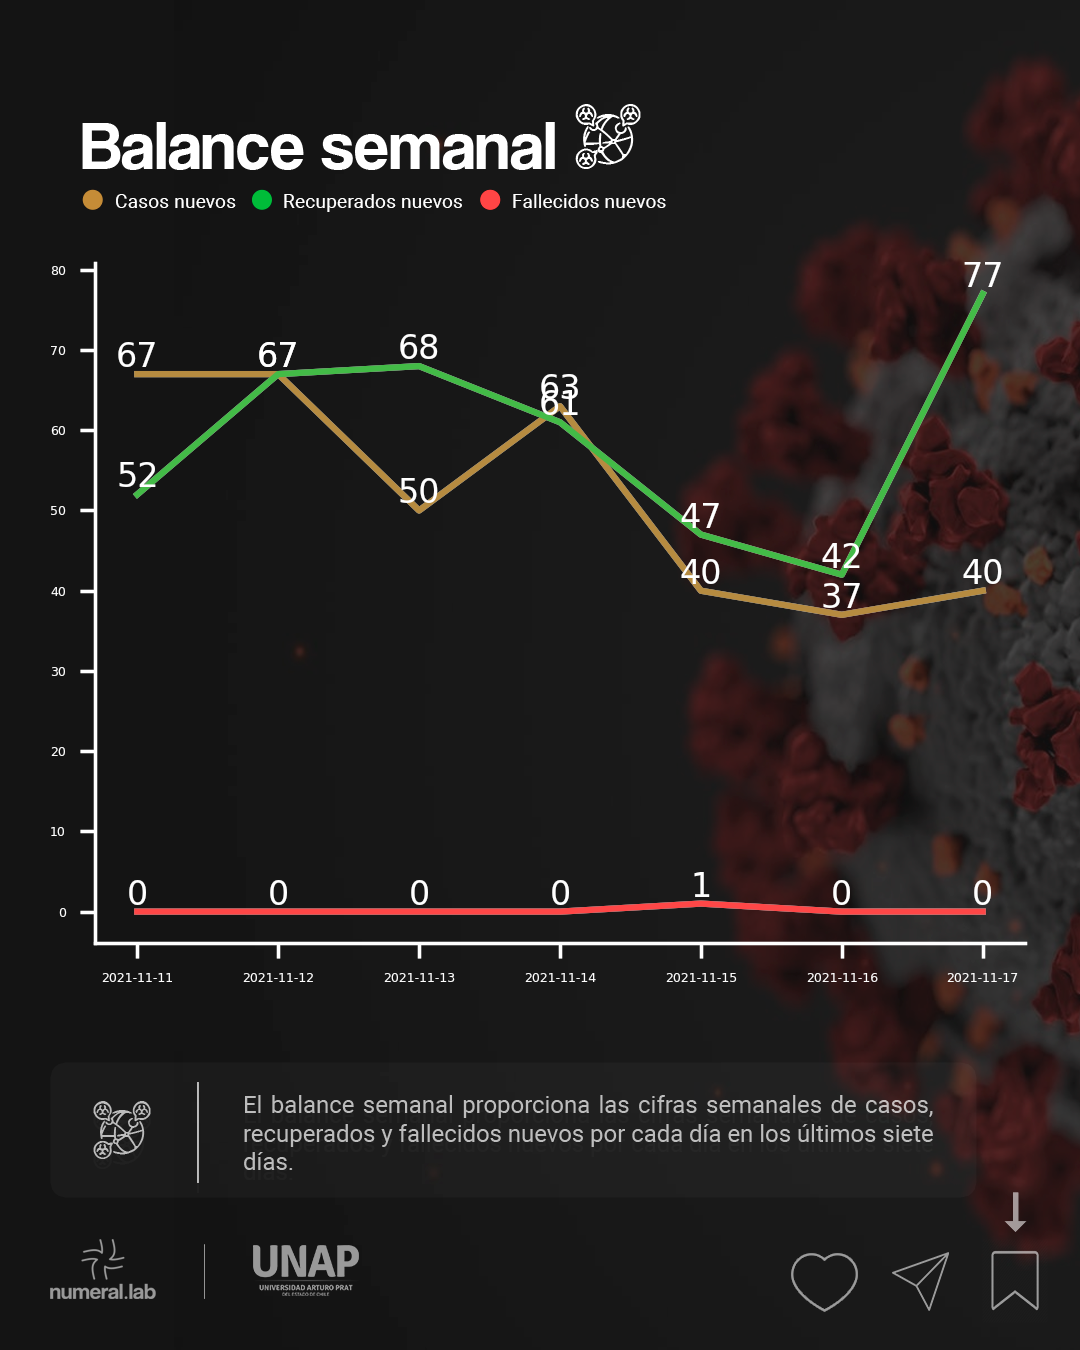 Balance semanal
Casos nuevos Recuperados nuevos Fallecidos nuevos
80
77
70
67 67 68
63
61
60
52
50
50
47
42
40
40 37 40
30
20
10
0 0 0 0 1 0 0
0
2021-11-11 2021-11-12 2021-11-13 2021-11-14 2021-11-15 2021-11-16 2021-11-17
El balance semanal proporciona las cifras semanales de casos,
recuperados y fallecidos nuevos por cada día en los últimos siete
días.
numeral.lab
UNAP
UNIVERSIDAD ARTURO PRAT
DEL ESTADO DE CHILE